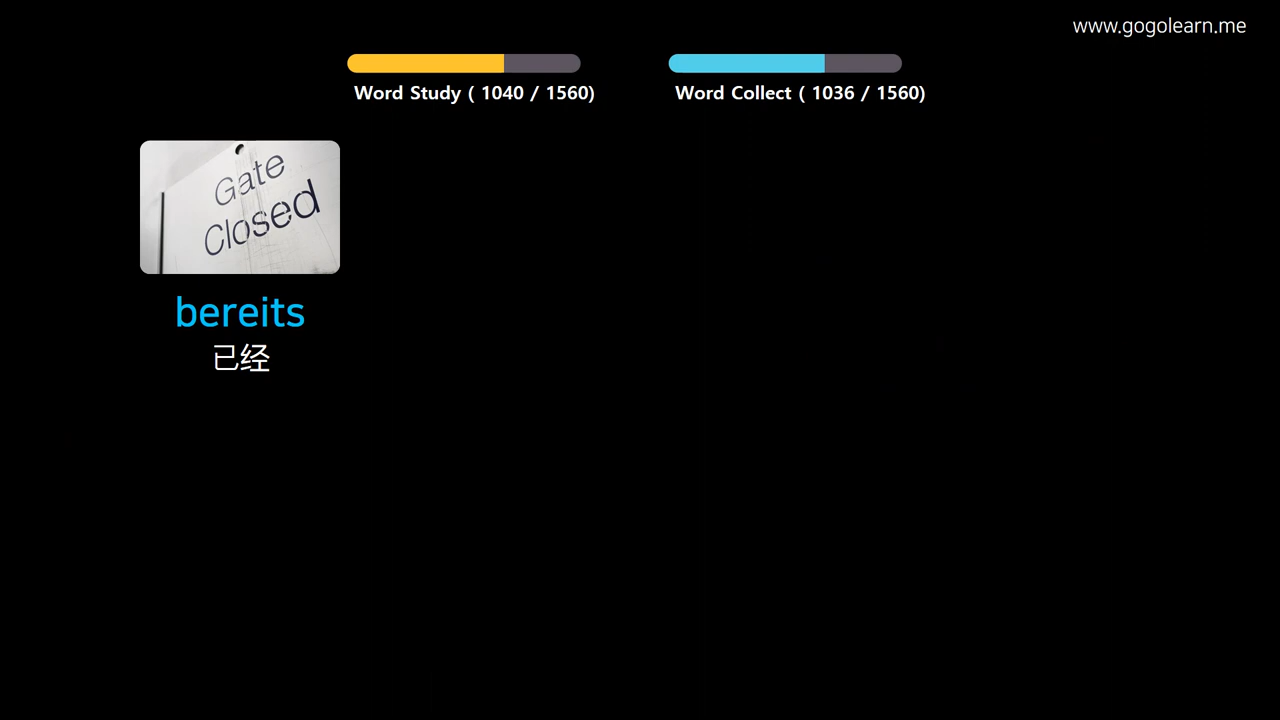 www.gogolearn.me
Word Study ( 1040 / 1560)
Word Collect ( 1036 / 1560)
Gate
Closed
bereits
已经